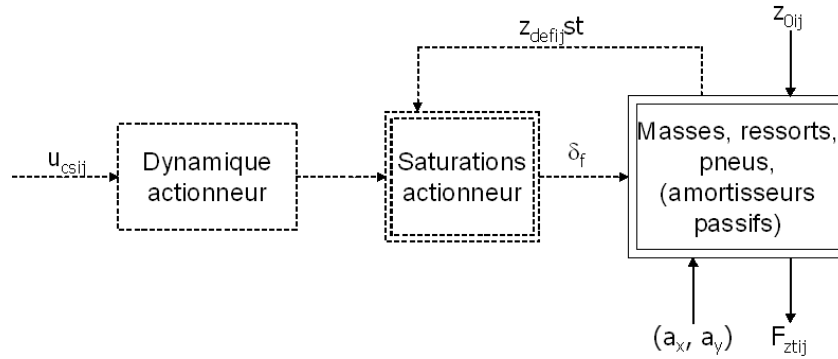 z_defij st
z_0ij
u_csij
Dynamique
actionneur
Saturations
actionneur
δ_f
Masses, ressorts,
pneus,
(amortisseurs
passifs)
(a_x, a_y)
F_ztij